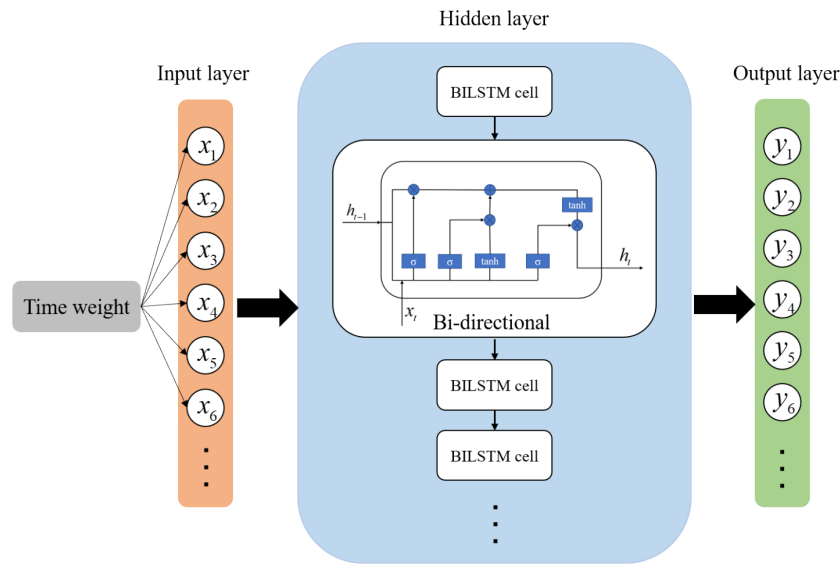 Hidden layer
Input layer
Output layer
Time weight
x₁
x₂
x₃
x₄
x₅
x₆
BILSTM cell
hₜ₋₁
tanh
σ
σ
tanh
σ
hₜ
xₜ
Bi-directional
BILSTM cell
BILSTM cell
y₁
y₂
y₃
y₄
y₅
y₆